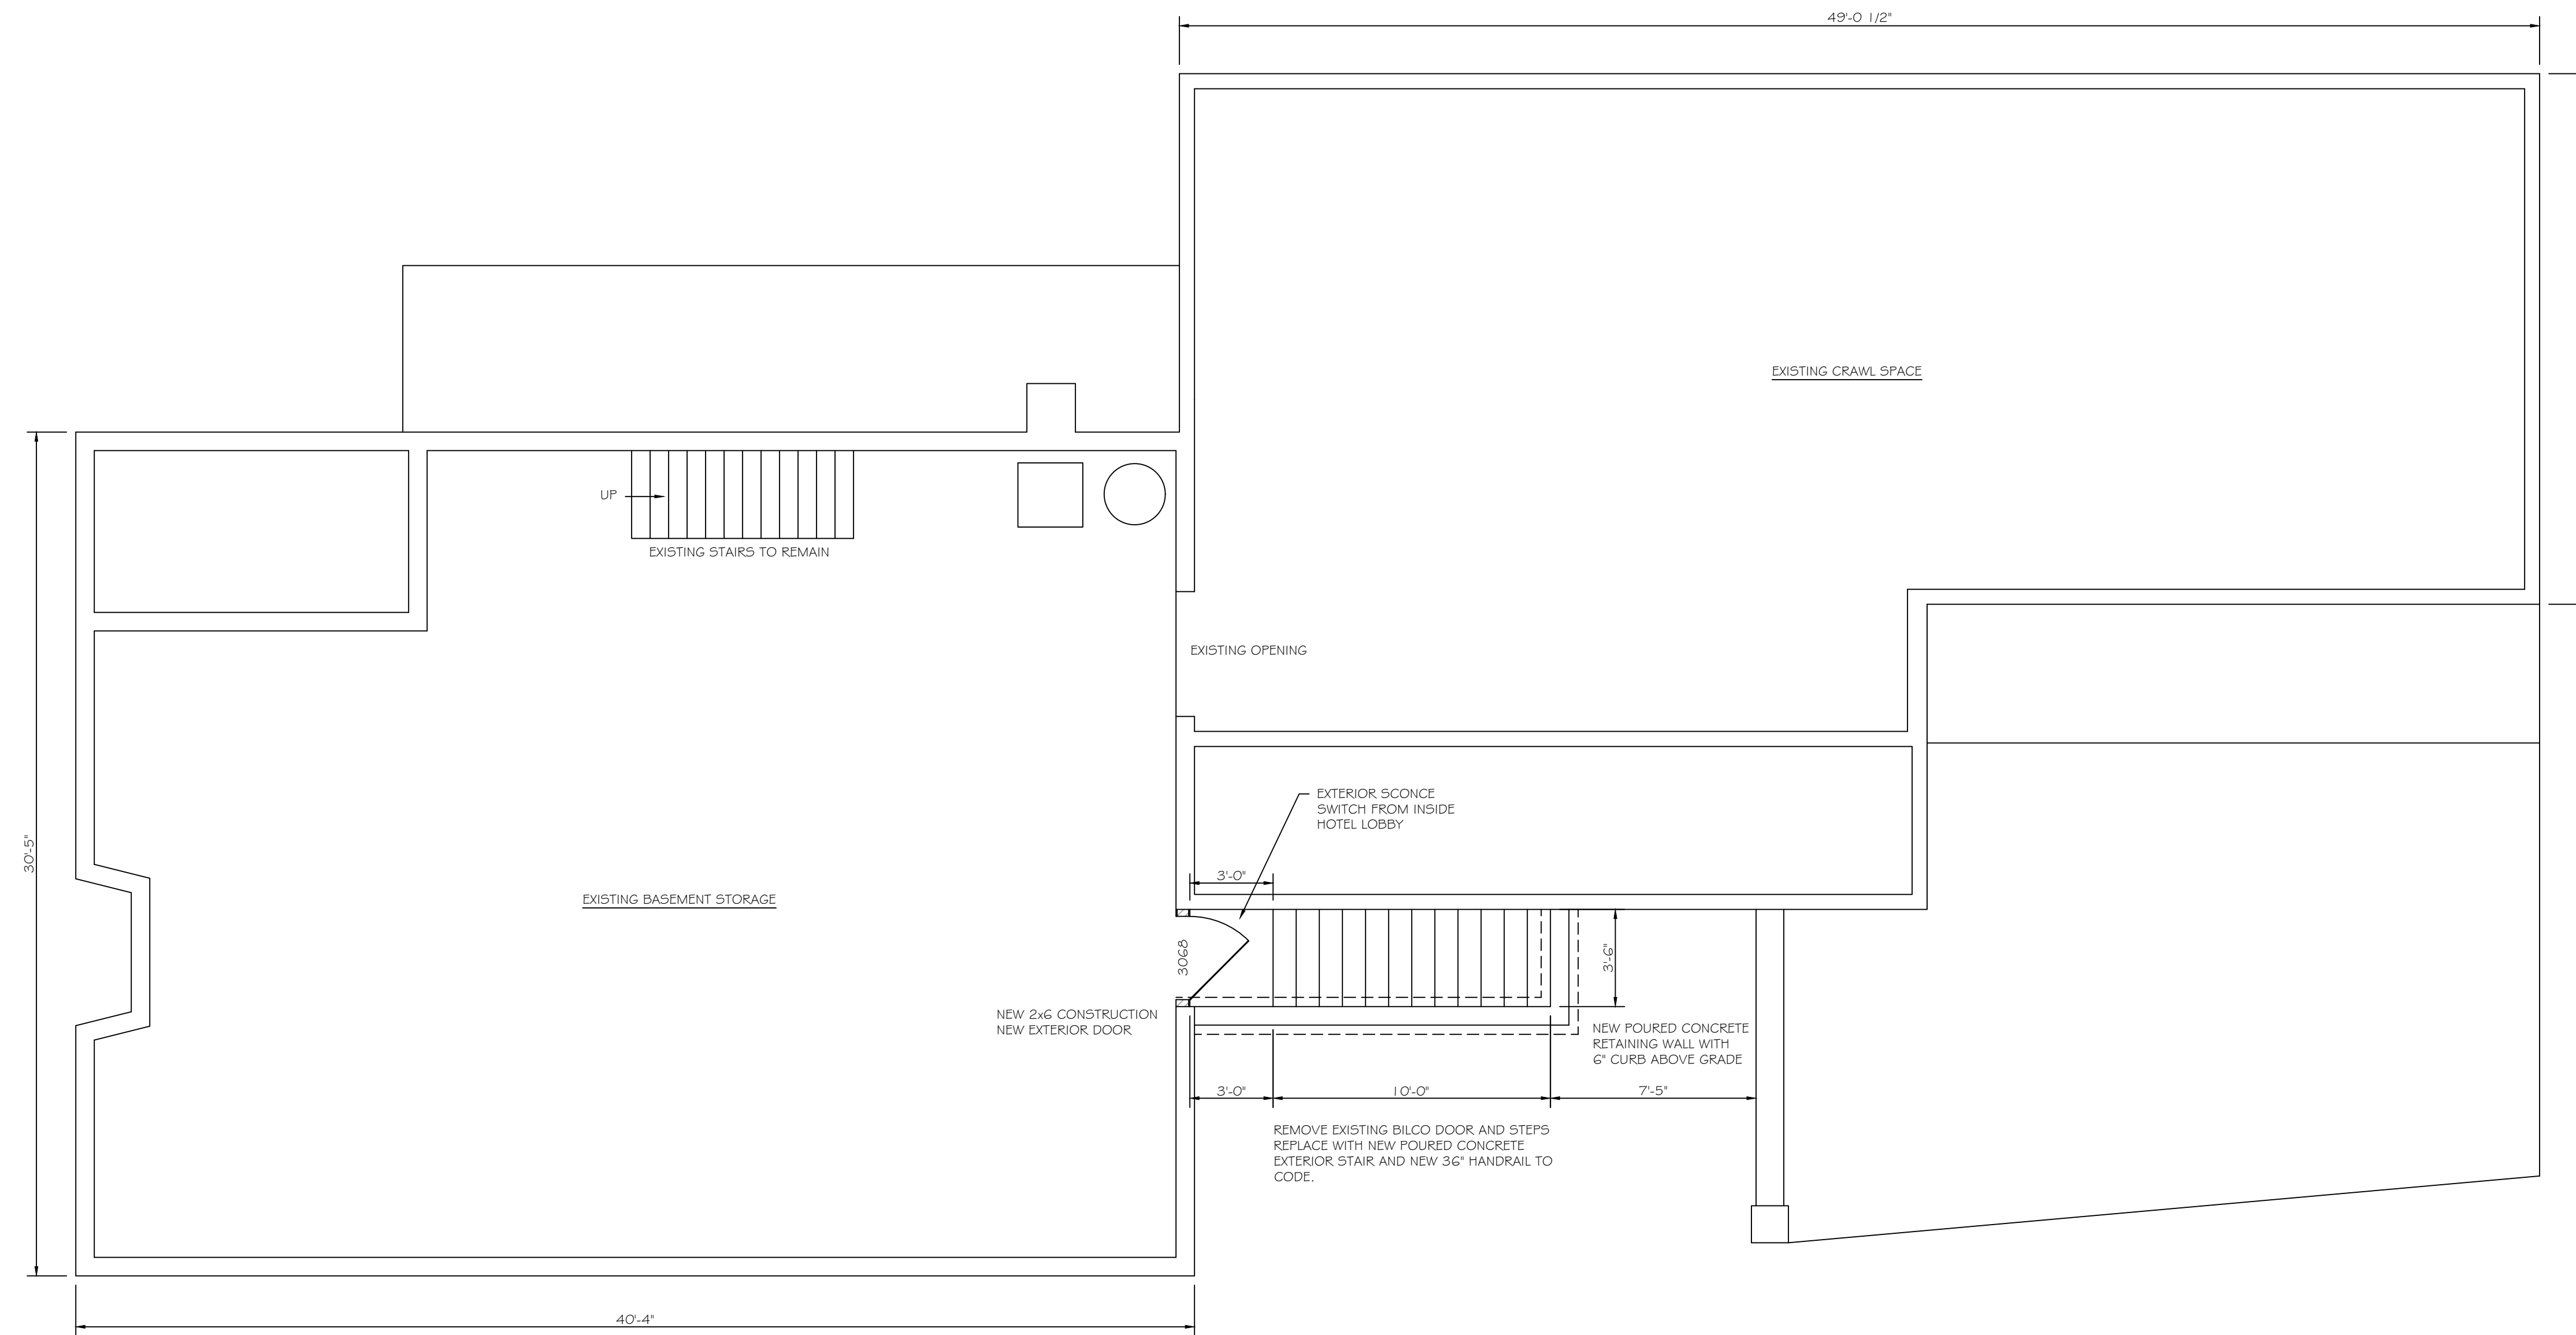 49'-0 1/2"
EXISTING CRAWL SPACE
UP
EXISTING STAIRS TO REMAIN
EXISTING OPENING
EXTERIOR SCONCE
SWITCH FROM INSIDE
HOTEL LOBBY
30'-5"
3'-0"
EXISTING BASEMENT STORAGE
3068
3'-6"
NEW 2x6 CONSTRUCTION
NEW EXTERIOR DOOR
NEW POURED CONCRETE
RETAINING WALL WITH
6" CURB ABOVE GRADE
3'-0"
10'-0"
7'-5"
REMOVE EXISTING BILCO DOOR AND STEPS
REPLACE WITH NEW POURED CONCRETE
EXTERIOR STAIR AND NEW 36" HANDRAIL TO
CODE.
40'-4"